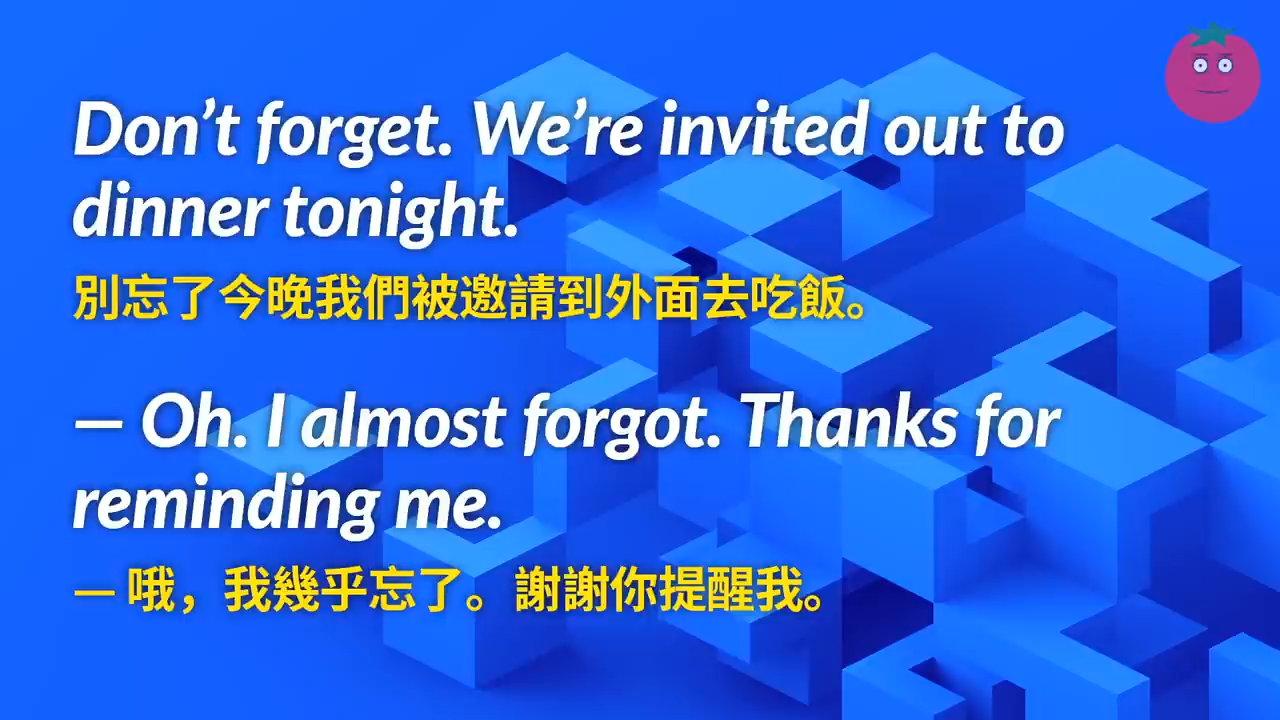 Don’t forget. We’re invited out to
dinner tonight.
別忘了今晚我們被邀請到外面去吃飯。
— Oh. I almost forgot. Thanks for
reminding me.
— 哦，我幾乎忘了。謝謝你提醒我。